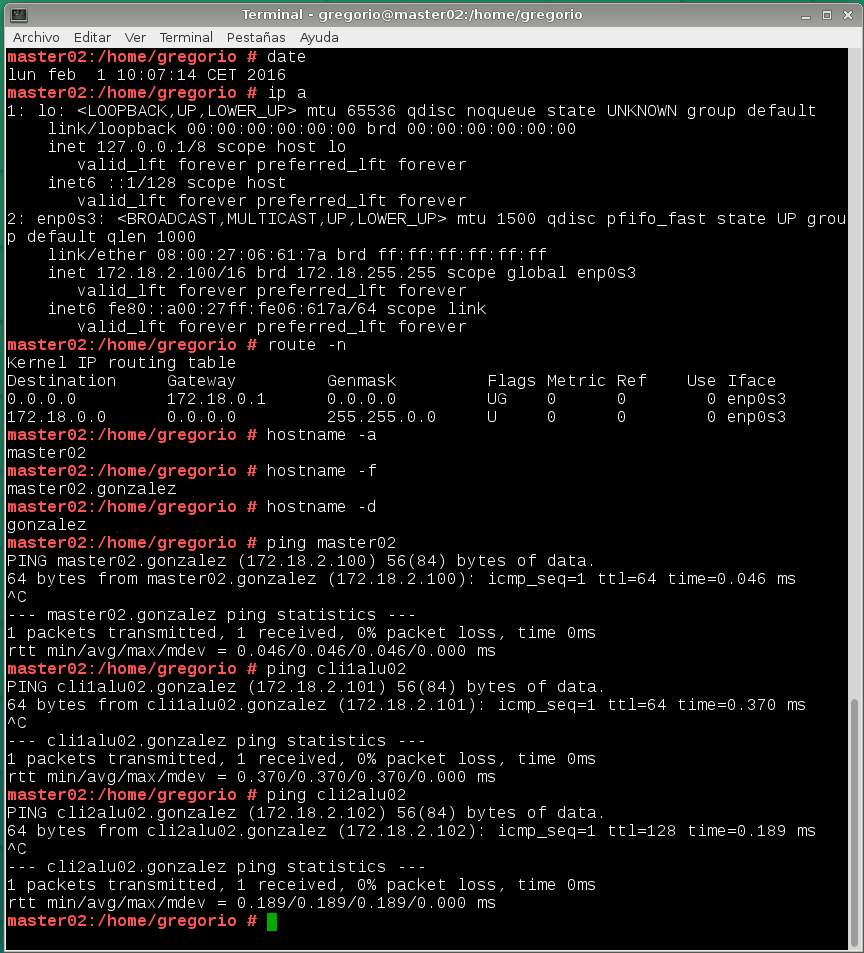 Terminal - gregorio@master02:/home/gregorio
Archivo Editar Ver Terminal Pestañas Ayuda
master02:/home/gregorio # date
lun feb  1 10:07:14 CET 2016
master02:/home/gregorio # ip a
1: lo: <LOOPBACK,UP,LOWER_UP> mtu 65536 qdisc noqueue state UNKNOWN group default
    link/loopback 00:00:00:00:00:00 brd 00:00:00:00:00:00
    inet 127.0.0.1/8 scope host lo
       valid_lft forever preferred_lft forever
    inet6 ::1/128 scope host
       valid_lft forever preferred_lft forever
2: enp0s3: <BROADCAST,MULTICAST,UP,LOWER_UP> mtu 1500 qdisc pfifo_fast state UP grou
p default qlen 1000
    link/ether 08:00:27:06:61:7a brd ff:ff:ff:ff:ff:ff
    inet 172.18.2.100/16 brd 172.18.255.255 scope global enp0s3
       valid_lft forever preferred_lft forever
    inet6 fe80::a00:27ff:fe06:617a/64 scope link
       valid_lft forever preferred_lft forever
master02:/home/gregorio # route -n
Kernel IP routing table
Destination     Gateway         Genmask         Flags Metric Ref    Use Iface
0.0.0.0         172.18.0.1      0.0.0.0         UG    0      0        0 enp0s3
172.18.0.0      0.0.0.0         255.255.0.0     U     0      0        0 enp0s3
master02:/home/gregorio # hostname -a
master02
master02:/home/gregorio # hostname -f
master02.gonzalez
master02:/home/gregorio # hostname -d
gonzalez
master02:/home/gregorio # ping master02
PING master02.gonzalez (172.18.2.100) 56(84) bytes of data.
64 bytes from master02.gonzalez (172.18.2.100): icmp_seq=1 ttl=64 time=0.046 ms
^C
--- master02.gonzalez ping statistics ---
1 packets transmitted, 1 received, 0% packet loss, time 0ms
rtt min/avg/max/mdev = 0.046/0.046/0.046/0.000 ms
master02:/home/gregorio # ping cli1alu02
PING cli1alu02.gonzalez (172.18.2.101) 56(84) bytes of data.
64 bytes from cli1alu02.gonzalez (172.18.2.101): icmp_seq=1 ttl=64 time=0.370 ms
^C
--- cli1alu02.gonzalez ping statistics ---
1 packets transmitted, 1 received, 0% packet loss, time 0ms
rtt min/avg/max/mdev = 0.370/0.370/0.370/0.000 ms
master02:/home/gregorio # ping cli2alu02
PING cli2alu02.gonzalez (172.18.2.102) 56(84) bytes of data.
64 bytes from cli2alu02.gonzalez (172.18.2.102): icmp_seq=1 ttl=128 time=0.189 ms
^C
--- cli2alu02.gonzalez ping statistics ---
1 packets transmitted, 1 received, 0% packet loss, time 0ms
rtt min/avg/max/mdev = 0.189/0.189/0.189/0.000 ms
master02:/home/gregorio #